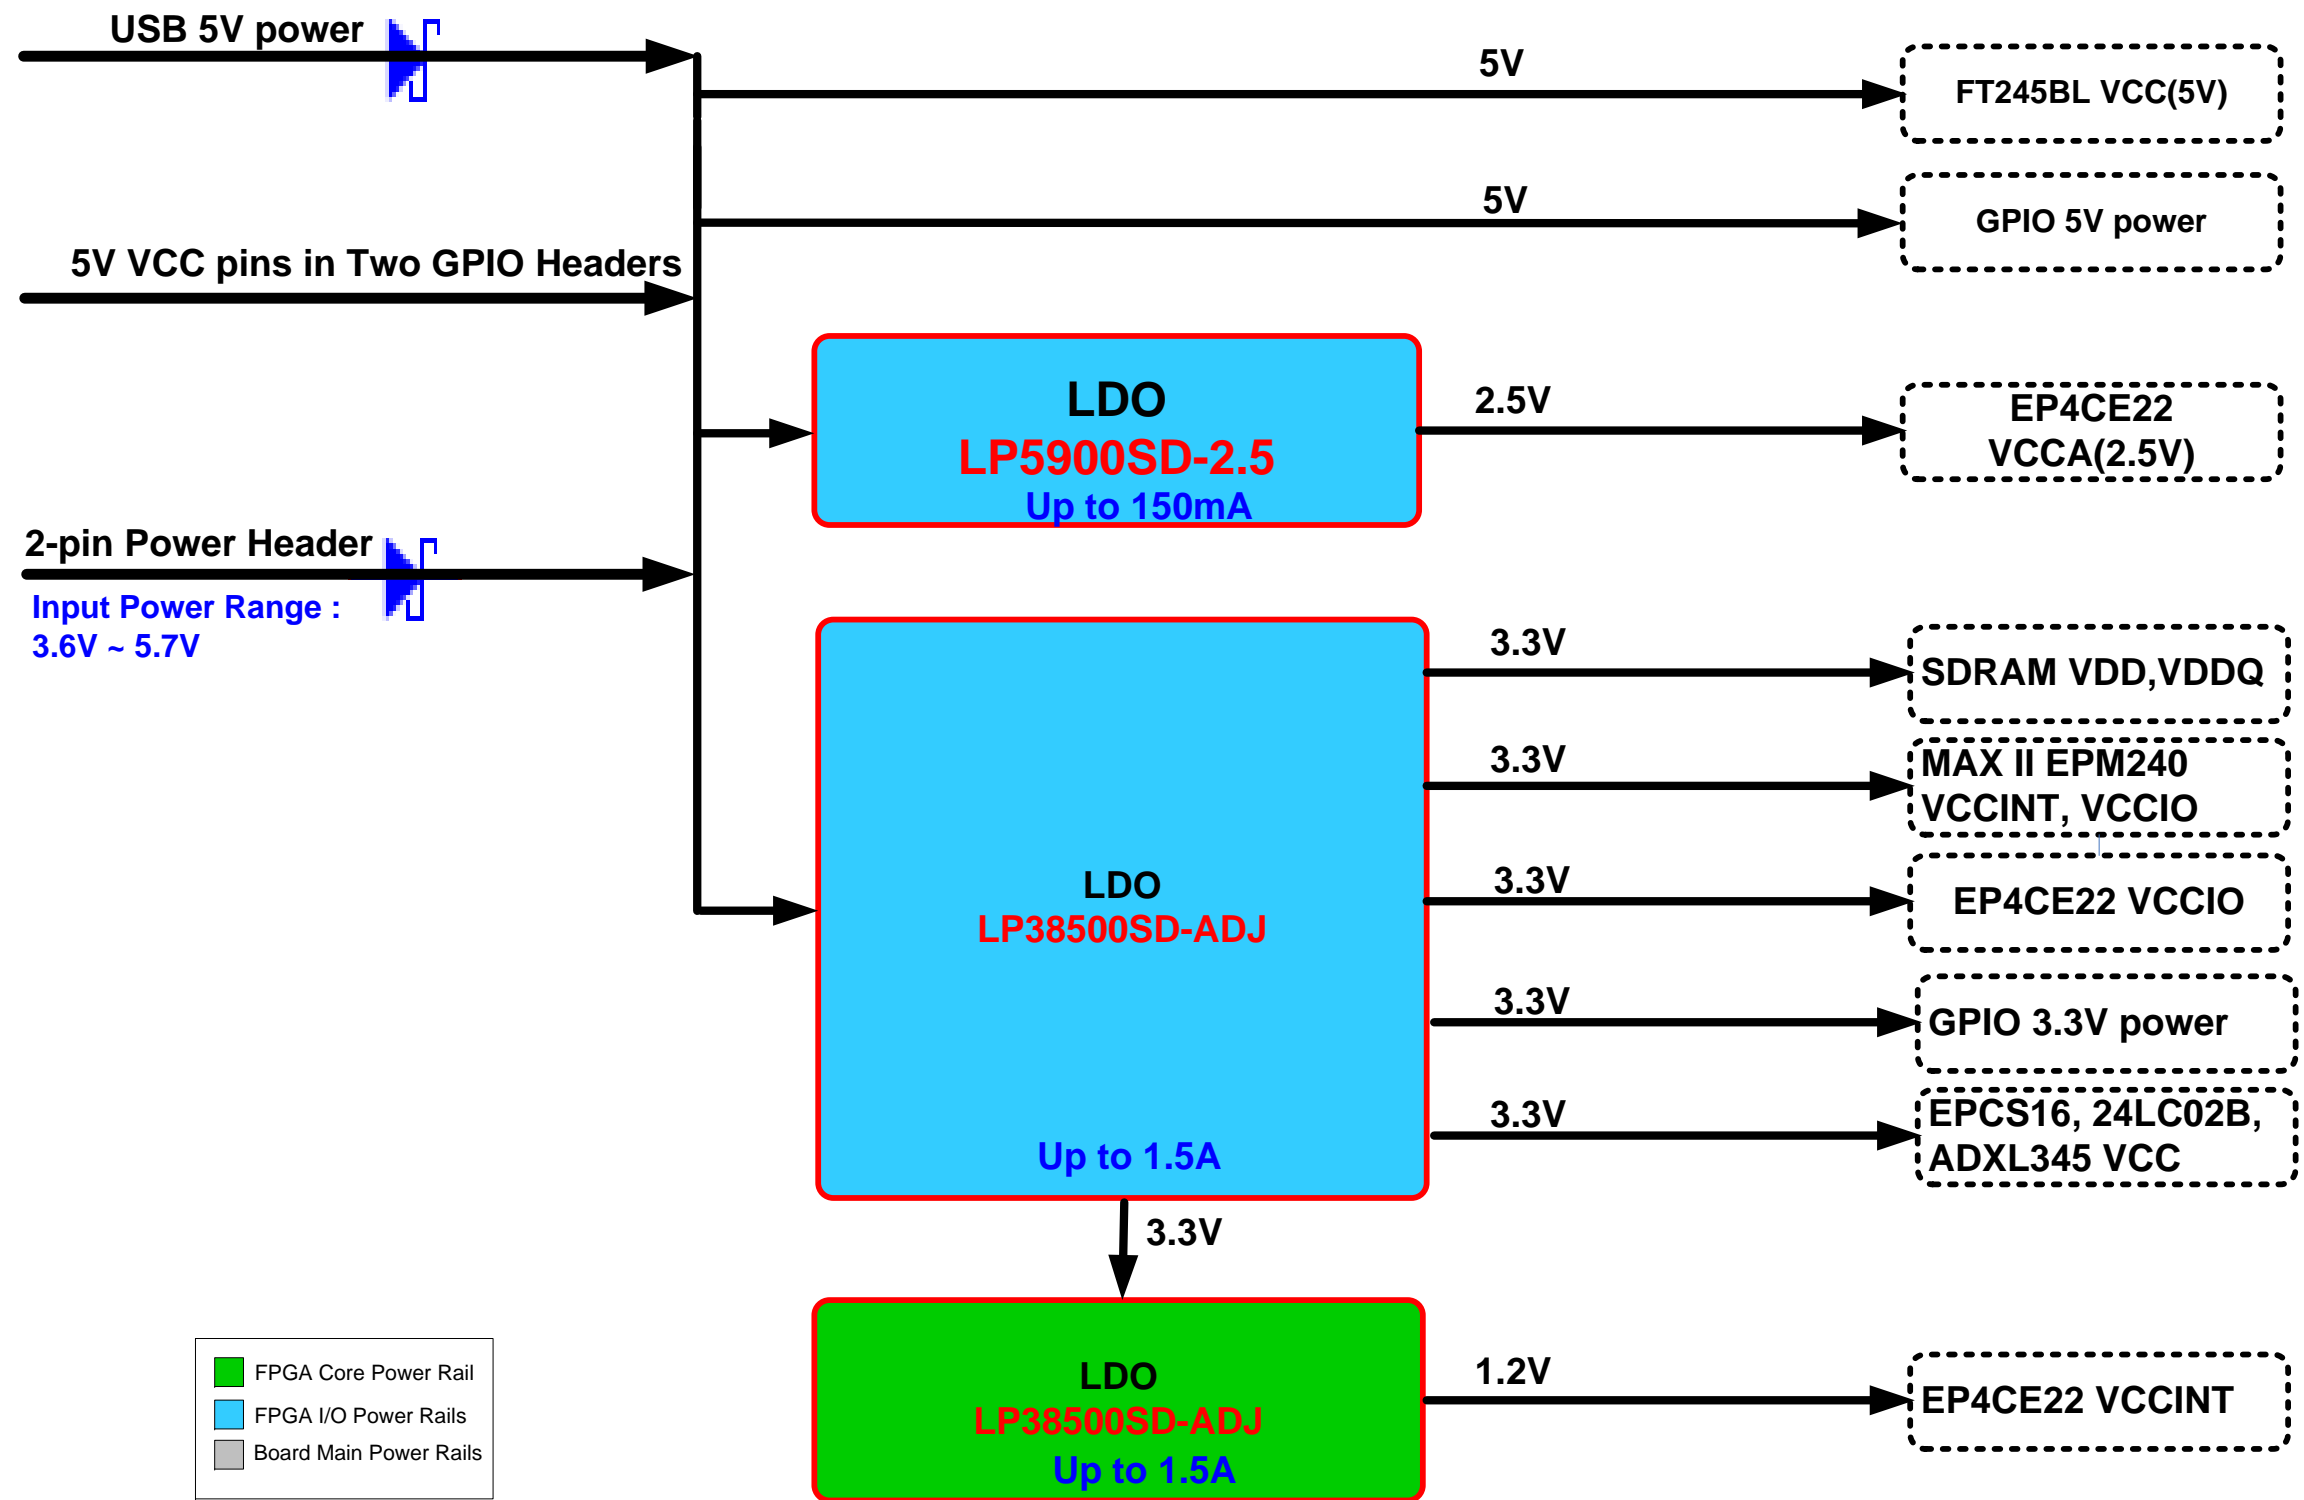 USB 5V power
5V
FT245BL VCC(5V)
5V
GPIO 5V power
5V VCC pins in Two GPIO Headers
LDO
LP5900SD-2.5
Up to 150mA
2.5V
EP4CE22
VCCA(2.5V)
2-pin Power Header
Input Power Range :
3.6V ~ 5.7V
LDO
LP38500SD-ADJ
Up to 1.5A
3.3V
SDRAM VDD,VDDQ
3.3V
MAX II EPM240
VCCINT, VCCIO
3.3V
EP4CE22 VCCIO
3.3V
GPIO 3.3V power
3.3V
EPCS16, 24LC02B,
ADXL345 VCC
3.3V
LDO
LP38500SD-ADJ
Up to 1.5A
1.2V
EP4CE22 VCCINT
FPGA Core Power Rail
FPGA I/O Power Rails
Board Main Power Rails